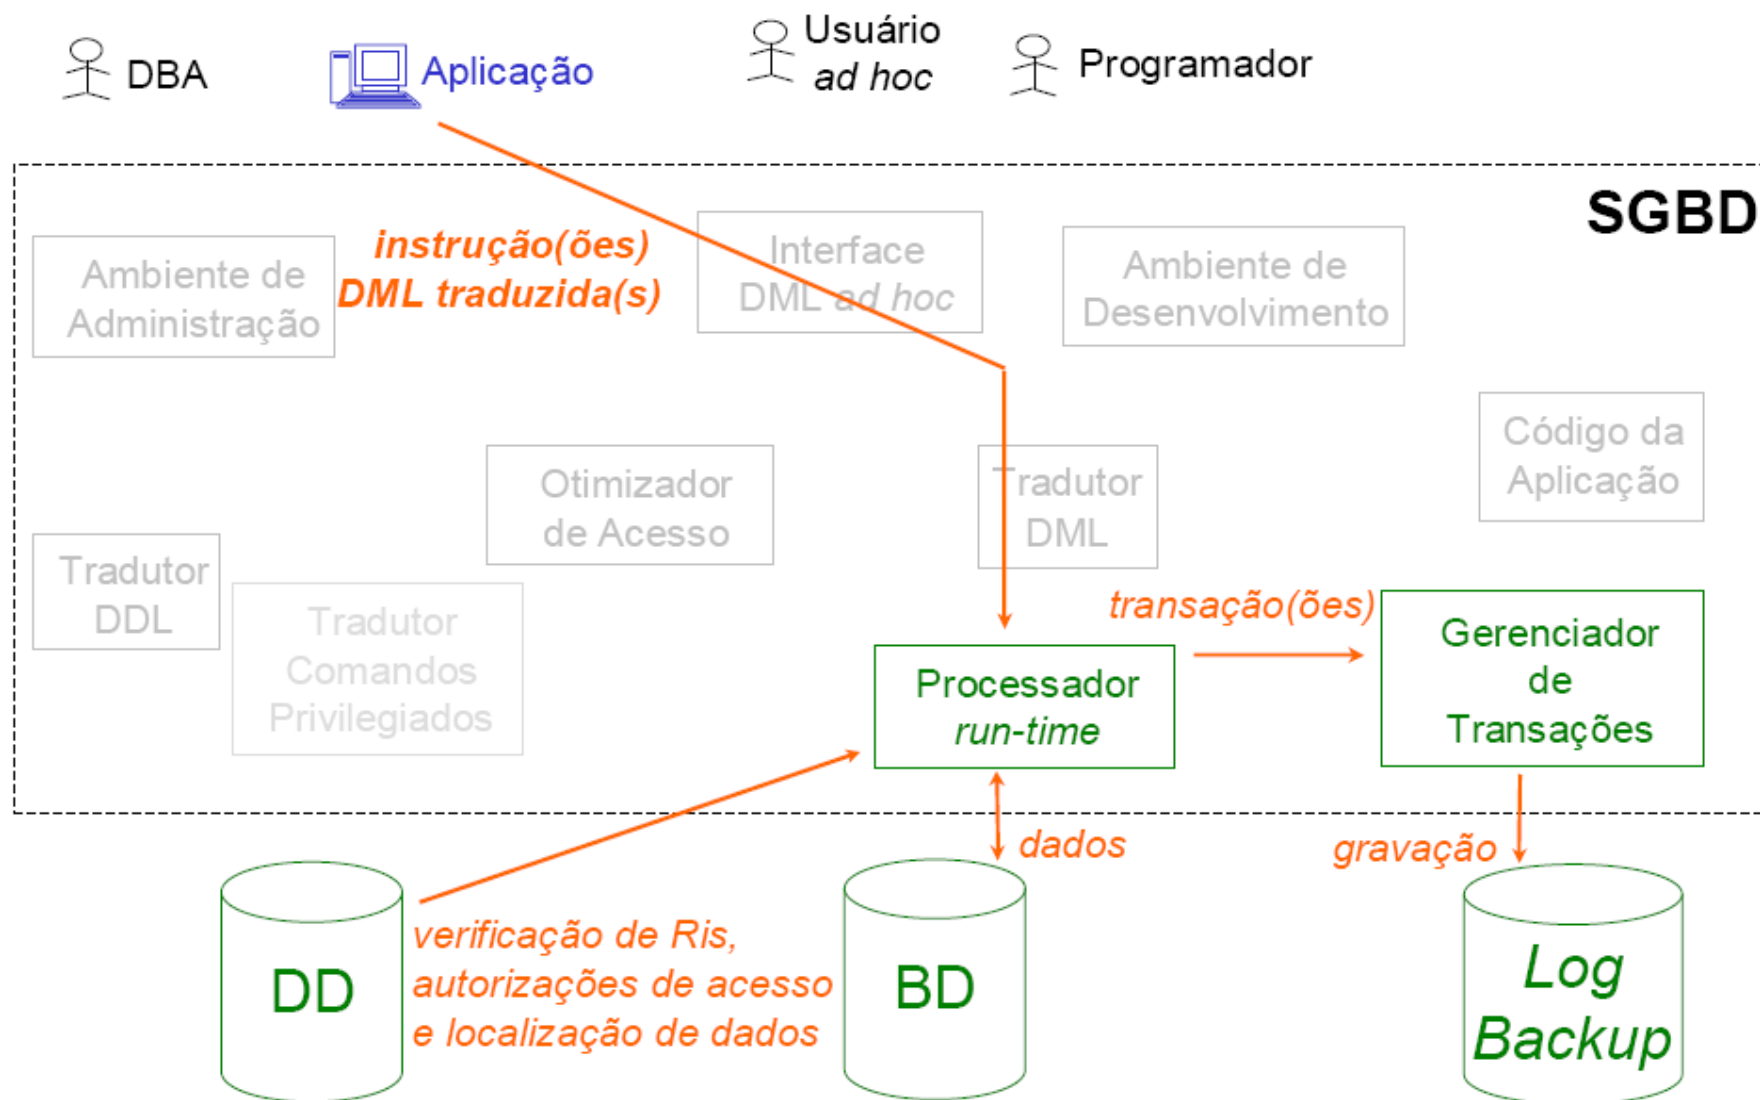 DBA
Aplicação
Usuário
ad hoc
Programador
SGBD
instrução(ões)
DML traduzida(s)
Ambiente de
Administração
Interface
DML ad hoc
Ambiente de
Desenvolvimento
Código da
Aplicação
Otimizador
de Acesso
Tradutor
DML
Tradutor
DDL
Tradutor
Comandos
Privilegiados
transação(ões)
Processador
run-time
Gerenciador
de
Transações
dados
gravação
DD
verificação de Ris,
autorizações de acesso
e localização de dados
BD
Log
Backup